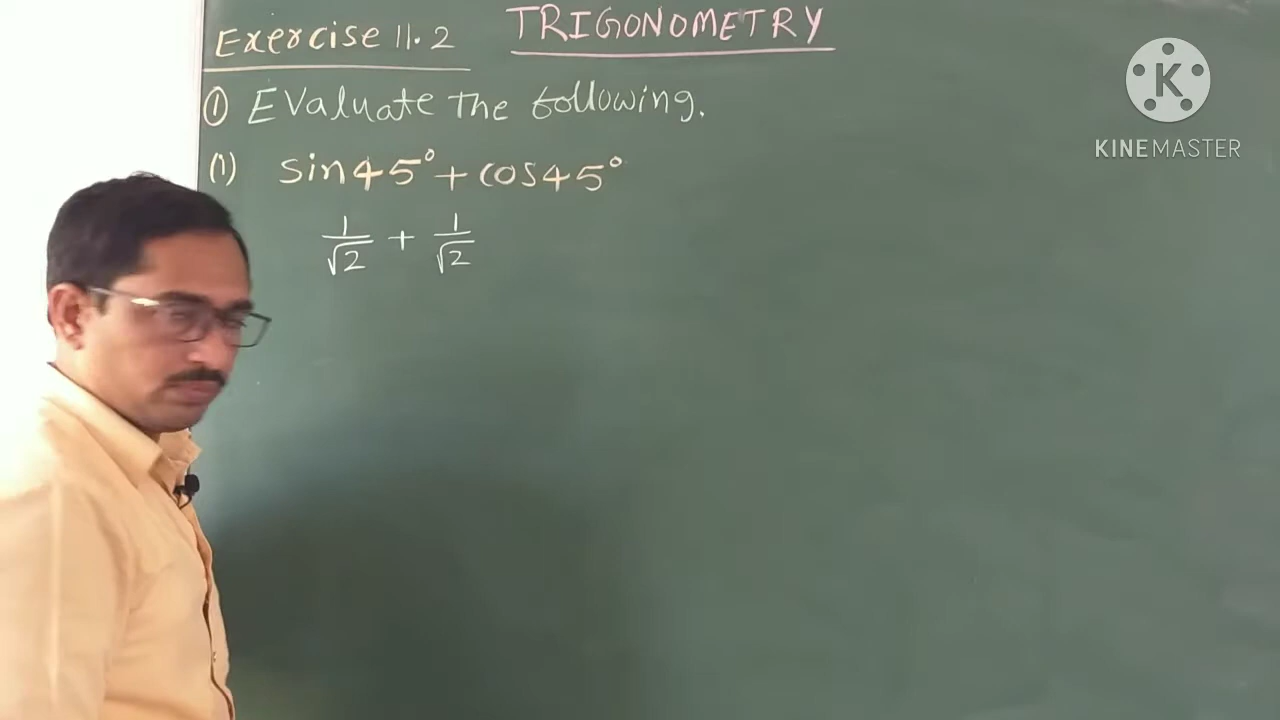 Exercise 11.2 TRIGONOMETRY
① Evaluate the following.
(1) sin45° + cos45°
1/√2 + 1/√2
K
KINEMASTER